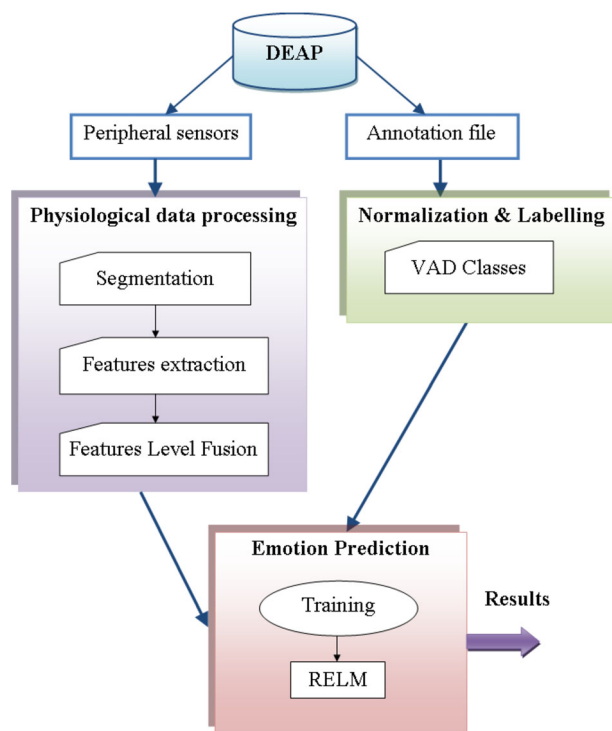 DEAP
Peripheral sensors
Annotation file
Physiological data processing
Segmentation
Features extraction
Features Level Fusion
Normalization & Labelling
VAD Classes
Emotion Prediction
Training
RELM
Results